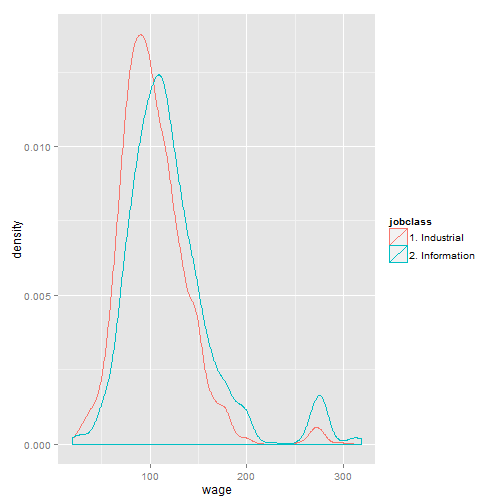 density
0.010
0.005
0.000
100
200
300
wage
jobclass
1. Industrial
2. Information